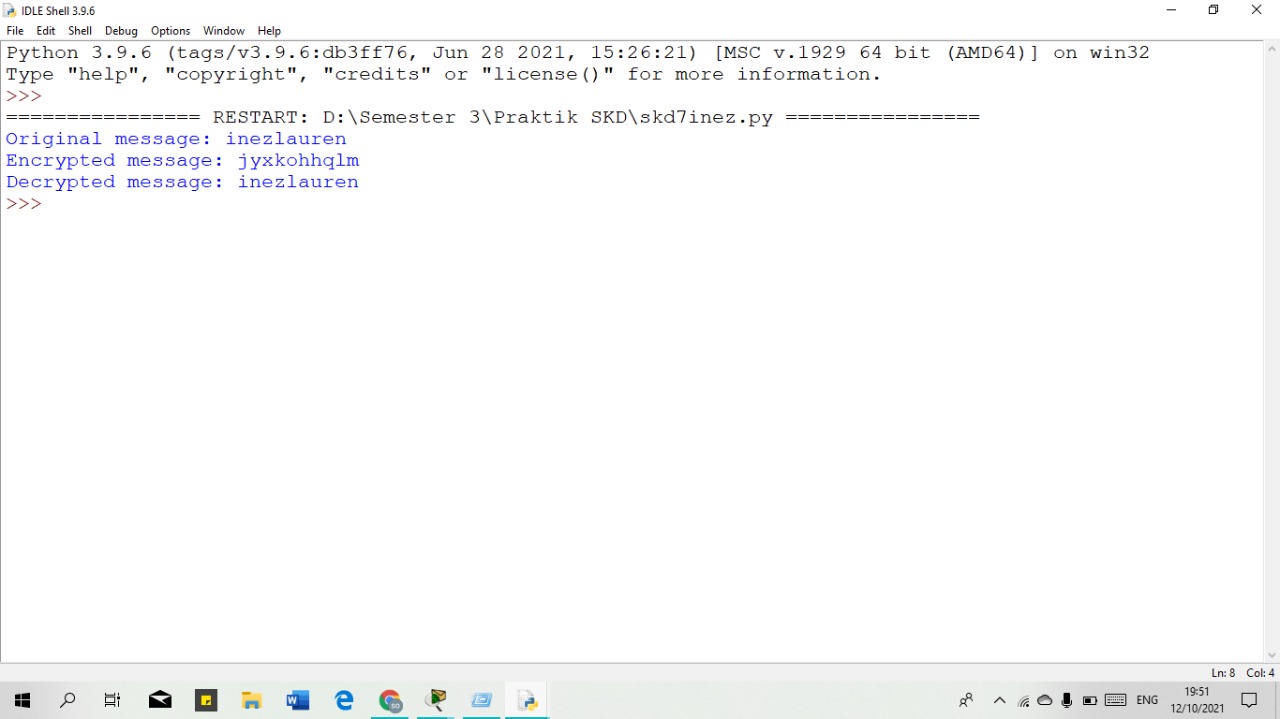 IDLE Shell 3.9.6
File Edit Shell Debug Options Window Help
Python 3.9.6 (tags/v3.9.6:db3ff76, Jun 28 2021, 15:26:21) [MSC v.1929 64 bit (AMD64)] on win32
Type "help", "copyright", "credits" or "license()" for more information.
>>>
================ RESTART: D:\Semester 3\Praktik SKD\skd7inez.py ================
Original message: inezlauren
Encrypted message: jyxkohhqlm
Decrypted message: inezlauren
>>>
Ln: 8 Col: 4
ENG
19:51
12/10/2021